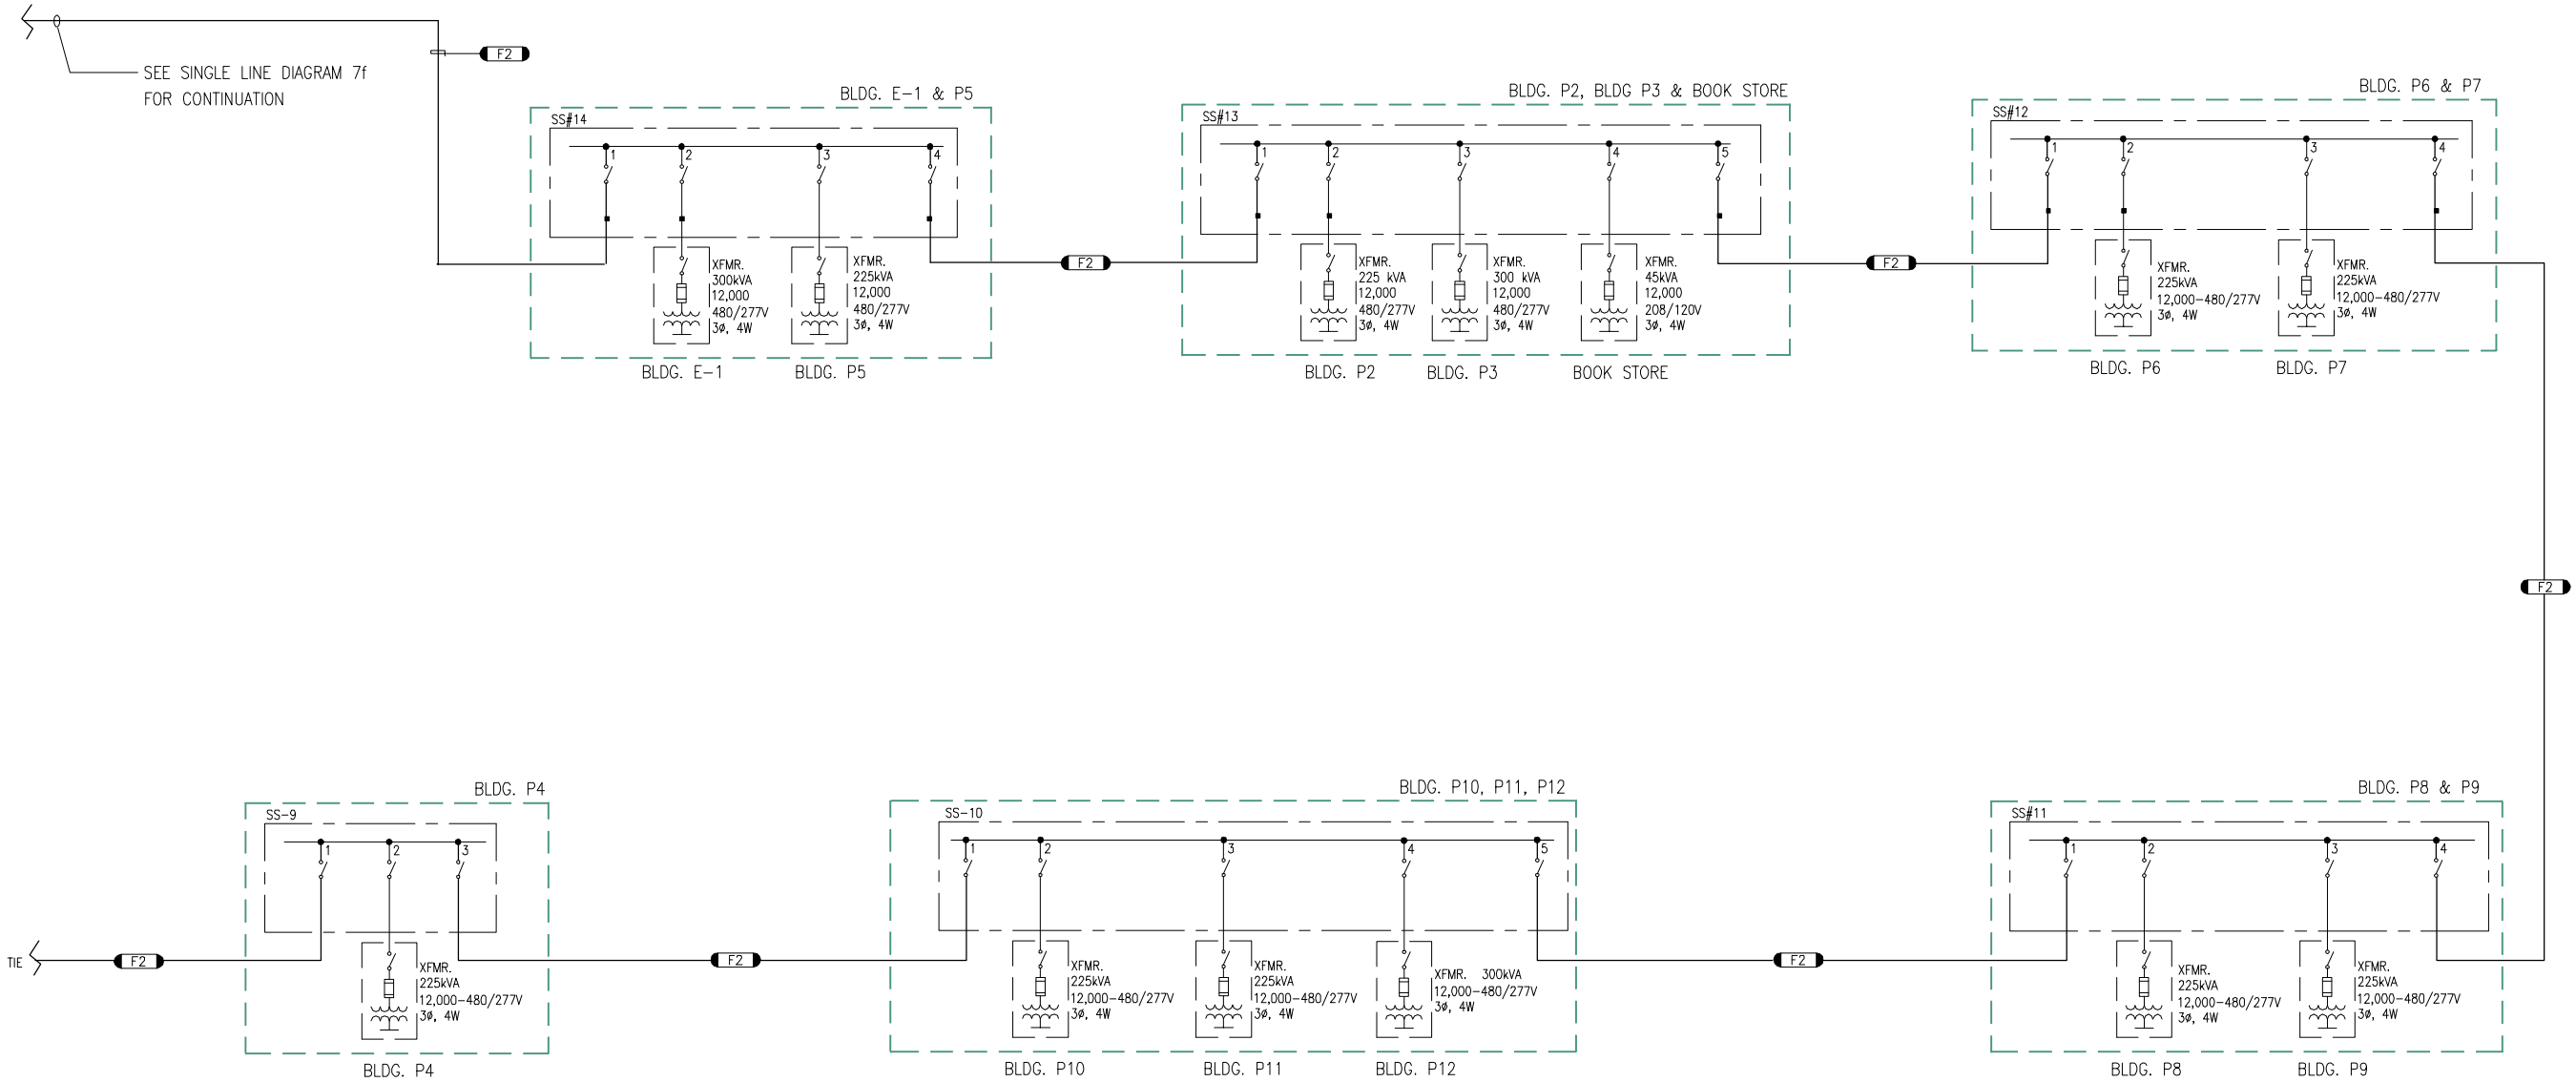 F2
SEE SINGLE LINE DIAGRAM 7f
FOR CONTINUATION
BLDG. E-1 & P5
SS#14
1
2
3
4
XFMR.
300kVA
12,000
480/277V
3ø, 4W
XFMR.
225kVA
12,000
480/277V
3ø, 4W
BLDG. E-1
BLDG. P5
F2
BLDG. P2, BLDG P3 & BOOK STORE
SS#13
1
2
3
4
5
XFMR.
225 kVA
12,000
480/277V
3ø, 4W
XFMR.
300 kVA
12,000
480/277V
3ø, 4W
XFMR.
45kVA
12,000
208/120V
3ø, 4W
BLDG. P2
BLDG. P3
BOOK STORE
F2
BLDG. P6 & P7
SS#12
1
2
3
4
XFMR.
225kVA
12,000-480/277V
3ø, 4W
XFMR.
225kVA
12,000-480/277V
3ø, 4W
BLDG. P6
BLDG. P7
F2
BLDG. P4
SS-9
1
2
3
TIE
F2
XFMR.
225kVA
12,000-480/277V
3ø, 4W
BLDG. P4
F2
BLDG. P10, P11, P12
SS-10
1
2
3
4
5
XFMR.
225kVA
12,000-480/277V
3ø, 4W
XFMR.
225kVA
12,000-480/277V
3ø, 4W
XFMR. 300kVA
12,000-480/277V
3ø, 4W
BLDG. P10
BLDG. P11
BLDG. P12
F2
BLDG. P8 & P9
SS#11
1
2
3
4
XFMR.
225kVA
12,000-480/277V
3ø, 4W
XFMR.
225kVA
12,000-480/277V
3ø, 4W
BLDG. P8
BLDG. P9